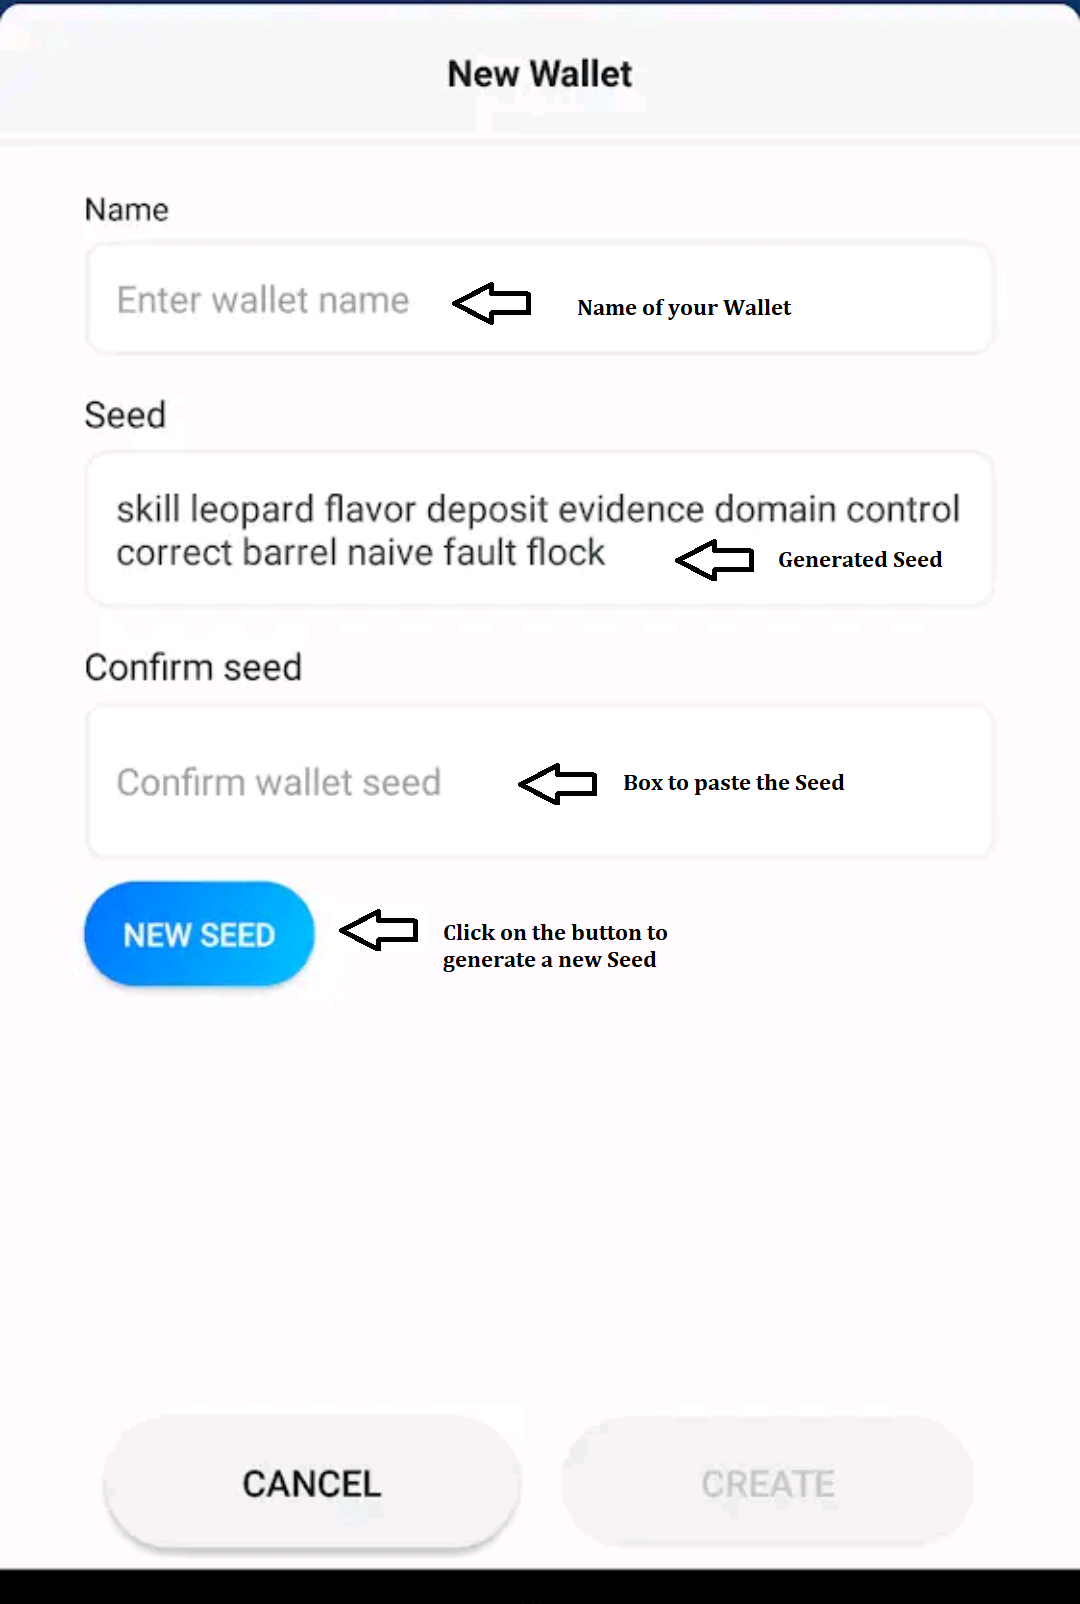 New Wallet
Name
Enter wallet name
Name of your Wallet
Seed
skill leopard flavor deposit evidence domain control
correct barrel naive fault flock
Generated Seed
Confirm seed
Confirm wallet seed
Box to paste the Seed
NEW SEED
Click on the button to
generate a new Seed
CANCEL
CREATE